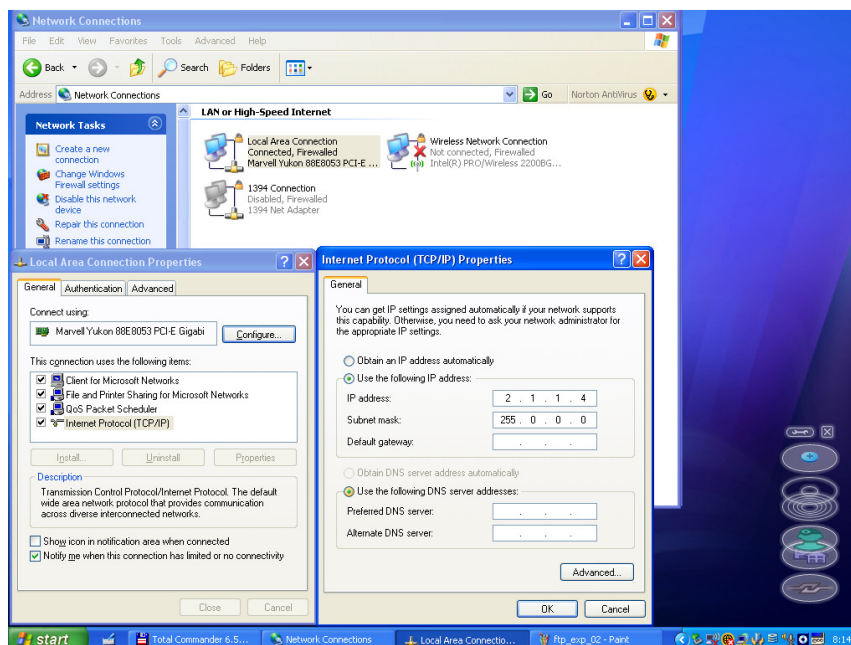 Network Connections
File Edit View Favorites Tools Advanced Help
Back Search Folders
Address Network Connections Go Norton AntiVirus
Network Tasks
Create a new
connection
Change Windows
Firewall settings
Disable this network
device
Repair this connection
Rename this connection
LAN or High-Speed Internet
Local Area Connection
Connected, Firewalled
Marvell Yukon 88E8053 PCI-E ...
Wireless Network Connection
Not connected, Firewalled
Intel(R) PRO/Wireless 2200BG...
1394 Connection
Disabled, Firewalled
1394 Net Adapter
Local Area Connection Properties
General Authentication Advanced
Connect using:
Marvell Yukon 88E8053 PCI-E Gigabi Configure...
This connection uses the following items:
Client for Microsoft Networks
File and Printer Sharing for Microsoft Networks
QoS Packet Scheduler
Internet Protocol (TCP/IP)
Install... Uninstall Properties
Description
Transmission Control Protocol/Internet Protocol. The default
wide area network protocol that provides communication
across diverse interconnected networks.
Show icon in notification area when connected
Notify me when this connection has limited or no connectivity
Close Cancel
Internet Protocol (TCP/IP) Properties
General
You can get IP settings assigned automatically if your network supports
this capability. Otherwise, you need to ask your network administrator for
the appropriate IP settings.
Obtain an IP address automatically
Use the following IP address:
IP address: 2 . 1 . 1 . 4
Subnet mask: 255 . 0 . 0 . 0
Default gateway: . . .
Obtain DNS server address automatically
Use the following DNS server addresses:
Preferred DNS server: . . .
Alternate DNS server: . . .
Advanced...
OK Cancel
start Total Commander 6.5... Network Connections Local Area Connectio... ftp_exp_02 - Paint 8:14